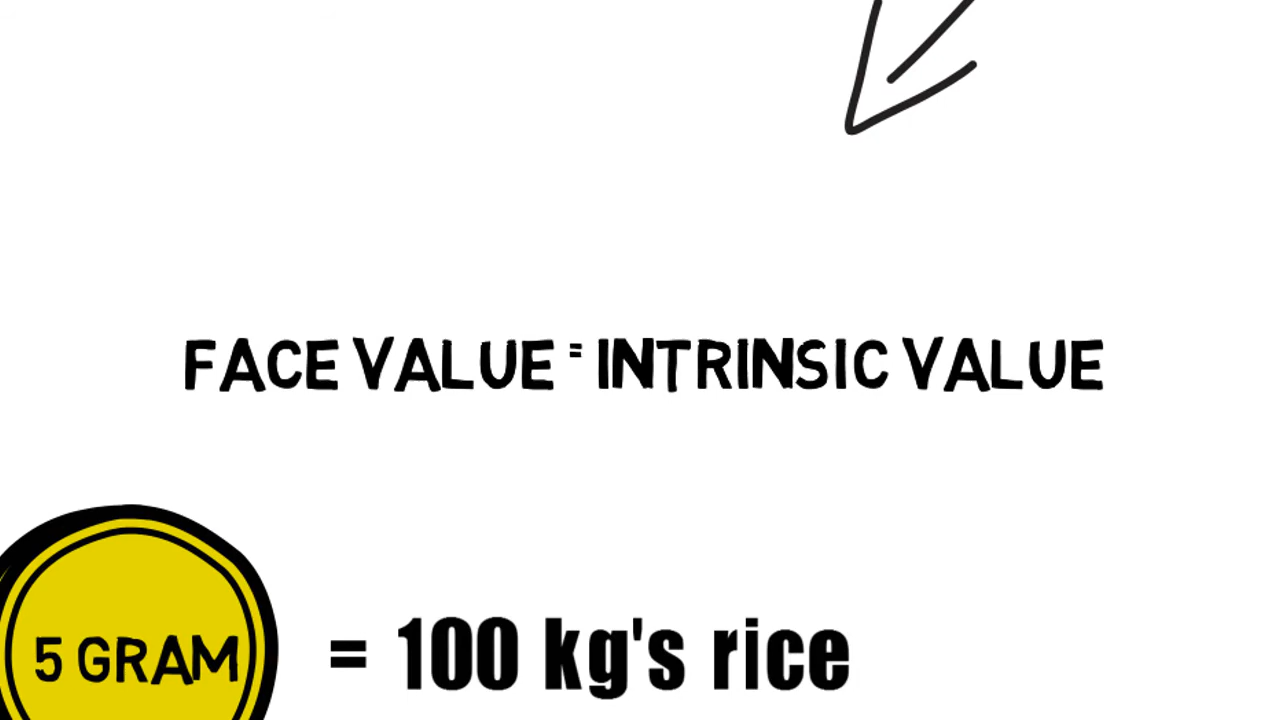 FACE VALUE = INTRINSIC VALUE
5 GRAM = 100 kg's rice